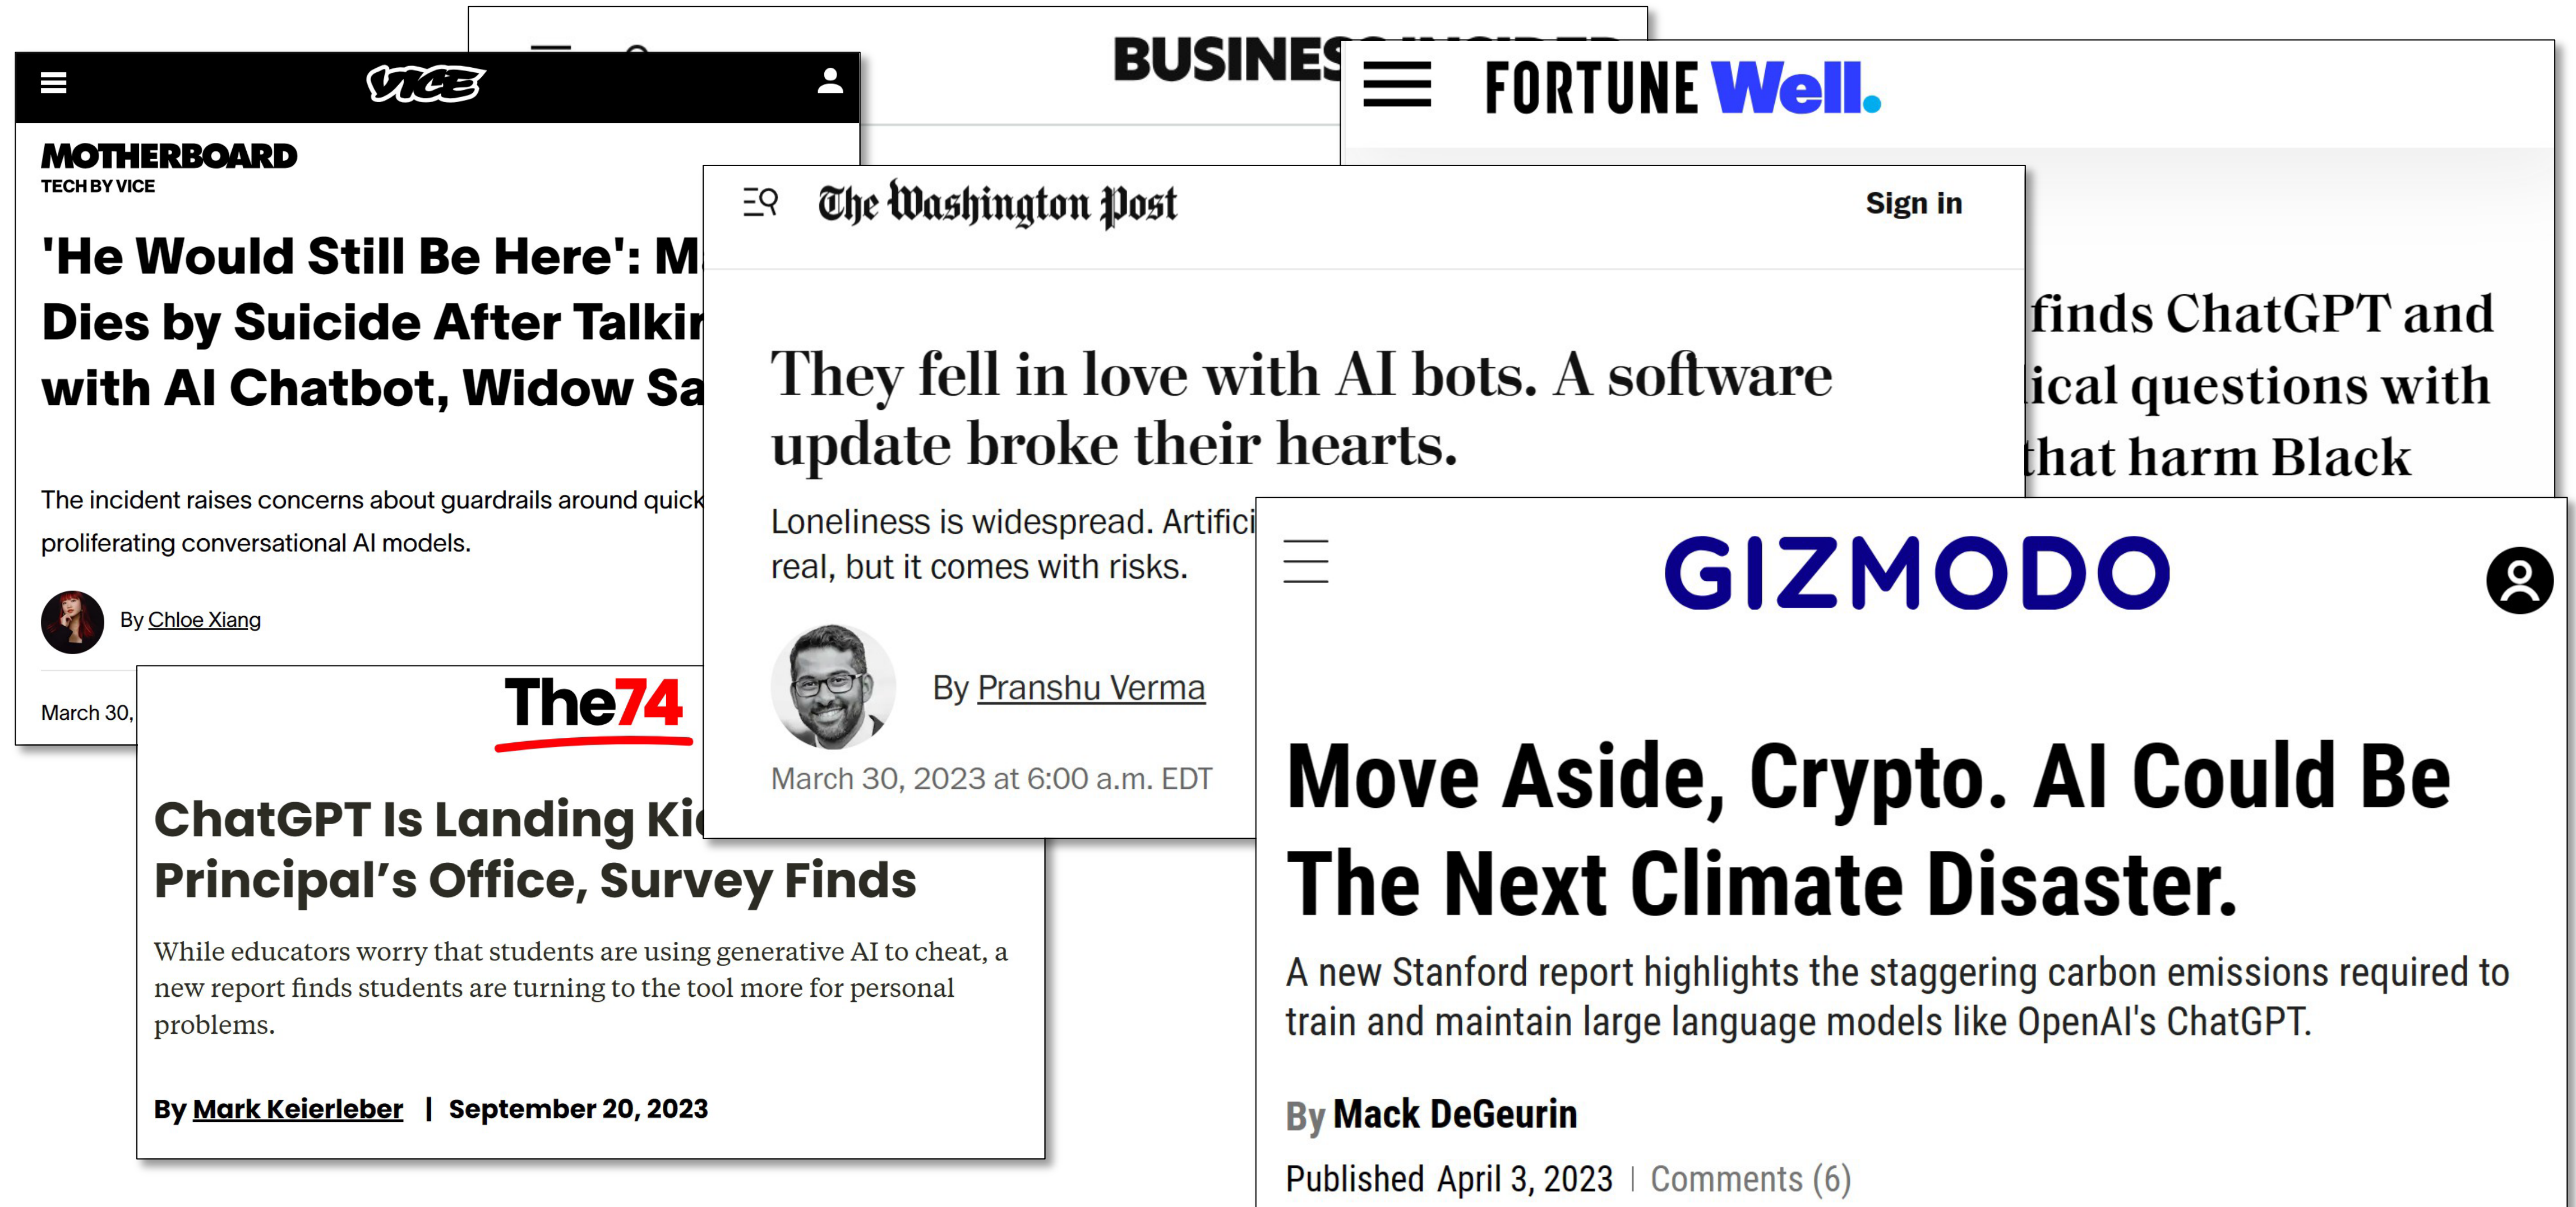 BUSINESS INSIDER
VICE
MOTHERBOARD
TECH BY VICE
'He Would Still Be Here':
Dies by Suicide After
with AI Chatbot, Widow
The incident raises concerns about guardrails around
proliferating conversational AI models.
By Chloe Xiang
March 30,
FORTUNE Well.
finds ChatGPT and
questions with
that harm Black
The Washington Post
Sign in
They fell in love with AI bots. A software
update broke their hearts.
Loneliness is widespread.
real, but it comes with risks.
By Pranshu Verma
March 30, 2023 at 6:00 a.m. EDT
The74
ChatGPT Is Landing
Principal’s Office, Survey Finds
While educators worry that students are using generative AI to cheat, a
new report finds students are turning to the tool more for personal
problems.
By Mark Keierleber | September 20, 2023
GIZMODO
Move Aside, Crypto. AI Could Be
The Next Climate Disaster.
A new Stanford report highlights the staggering carbon emissions required to
train and maintain large language models like OpenAI's ChatGPT.
By Mack DeGeurin
Published April 3, 2023 | Comments (6)